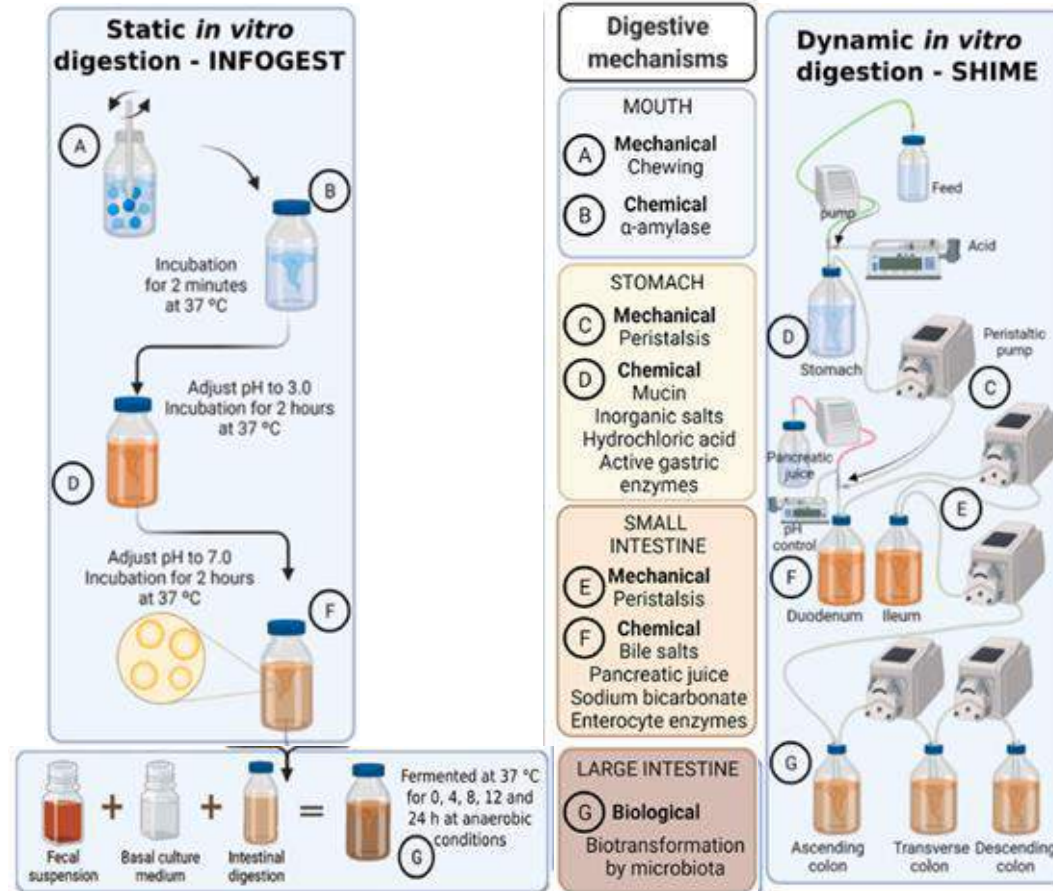 Static in vitro
digestion - INFOGEST
A
B
Incubation
for 2 minutes
at 37 ºC
Adjust pH to 3.0
Incubation for 2 hours
at 37 ºC
D
Adjust pH to 7.0
Incubation for 2 hours
at 37 ºC
F
Fecal
suspension
+
Basal culture
medium
+
Intestinal
digestion
=
Fermented at 37 °C
for 0, 4, 8, 12 and
24 h at anaerobic
conditions
G
Digestive
mechanisms
MOUTH
A Mechanical
Chewing
B Chemical
α-amylase
STOMACH
C Mechanical
Peristalsis
D Chemical
Mucin
Inorganic salts
Hydrochloric acid
Active gastric
enzymes
SMALL
INTESTINE
E Mechanical
Peristalsis
F Chemical
Bile salts
Pancreatic juice
Sodium bicarbonate
Enterocyte enzymes
LARGE INTESTINE
G Biological
Biotransformation
by microbiota
Dynamic in vitro
digestion - SHIME
Feed
pump
Acid
D
Stomach
Peristaltic
pump
C
Pancreatic
juice
E
pH
control
F
Duodenum
Ileum
G
Ascending
colon
Transverse
colon
Descending
colon